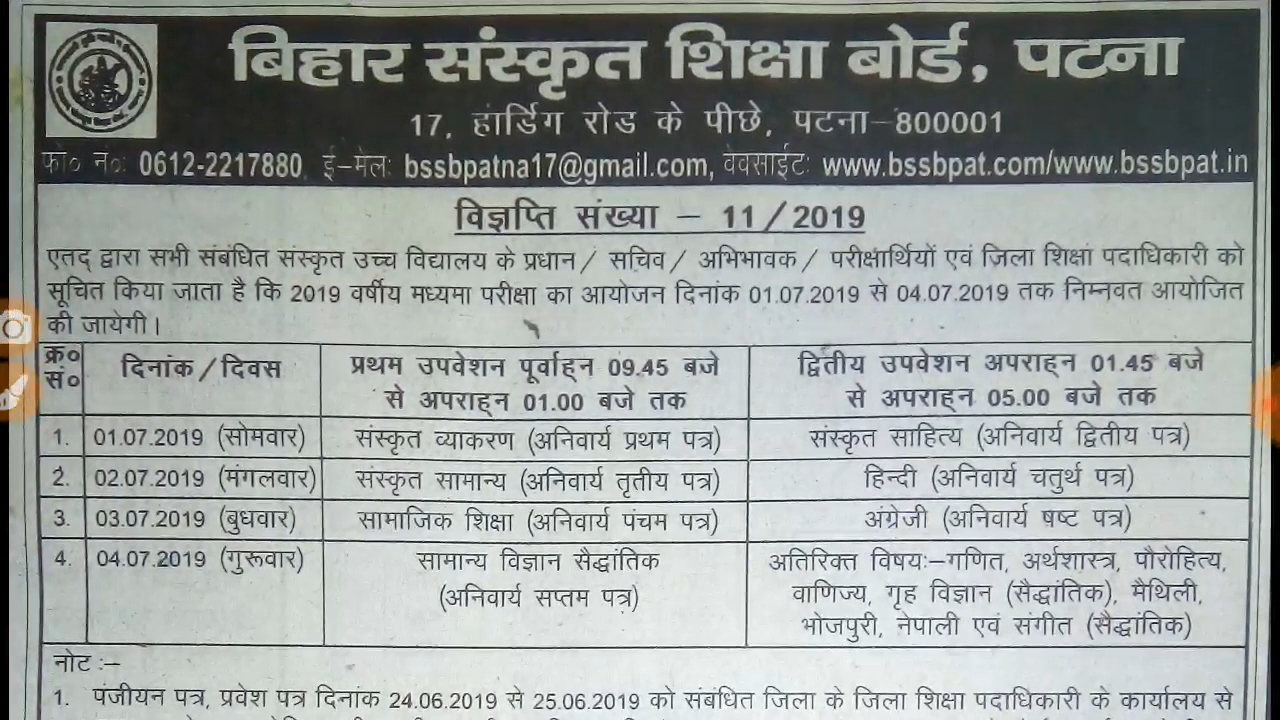 बिहार संस्कृत शिक्षा बोर्ड, पटना
17, हार्डिंग रोड के पीछे, पटना–800001
फो० नं०: 0612-2217880, ई-मेल: bssbpatna17@gmail.com, वेवसाईट: www.bssbpat.com/www.bssbpat.in
विज्ञप्ति संख्या – 11/2019
एतद द्वारा सभी संबंधित संस्कृत उच्च विद्यालय के प्रधान/ सचिव/ अभिभावक/ परीक्षार्थियों एवं जिला शिक्षा पदाधिकारी को
सूचित किया जाता है कि 2019 वर्षीय मध्यमा परीक्षा का आयोजन दिनांक 01.07.2019 से 04.07.2019 तक निम्नवत आयोजित
की जायेगी।
क्र० सं० दिनांक/दिवस प्रथम उपवेशन पूर्वाह्न 09.45 बजे से अपराह्न 01.00 बजे तक द्वितीय उपवेशन अपराह्न 01.45 बजे से अपराह्न 05.00 बजे तक
1. 01.07.2019 (सोमवार) संस्कृत व्याकरण (अनिवार्य प्रथम पत्र) संस्कृत साहित्य (अनिवार्य द्वितीय पत्र)
2. 02.07.2019 (मंगलवार) संस्कृत सामान्य (अनिवार्य तृतीय पत्र) हिन्दी (अनिवार्य चतुर्थ पत्र)
3. 03.07.2019 (बुधवार) सामाजिक शिक्षा (अनिवार्य पंचम पत्र) अंग्रेजी (अनिवार्य षष्ट पत्र)
4. 04.07.2019 (गुरूवार) सामान्य विज्ञान सैद्धांतिक
(अनिवार्य सप्तम पत्र)
अतिरिक्त विषयः–गणित, अर्थशास्त्र, पौरोहित्य,
वाणिज्य, गृह विज्ञान (सैद्धांतिक), मैथिली,
भोजपुरी, नेपाली एवं संगीत (सैद्धांतिक)
नोट :–
1. पंजीयन पत्र, प्रवेश पत्र दिनांक 24.06.2019 से 25.06.2019 को संबंधित जिला के जिला शिक्षा पदाधिकारी के कार्यालय से